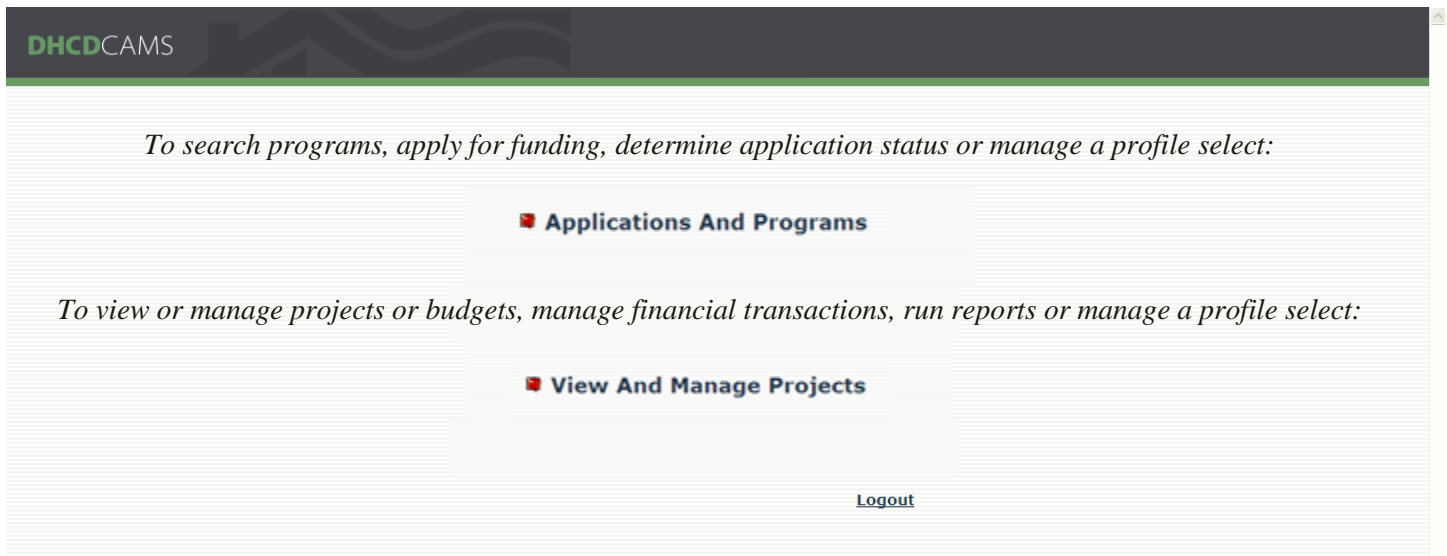 DHCDCAMS
To search programs, apply for funding, determine application status or manage a profile select:
Applications And Programs
To view or manage projects or budgets, manage financial transactions, run reports or manage a profile select:
View And Manage Projects
Logout